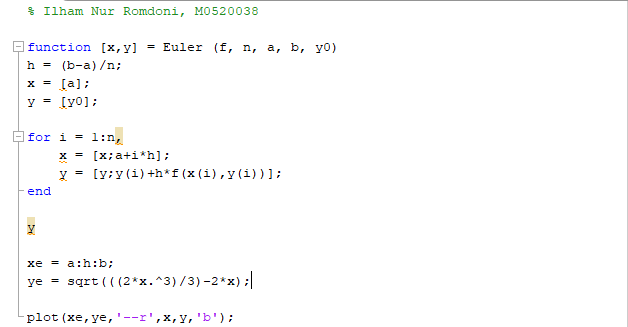 % Ilham Nur Romdoni, M0520038
function [x,y] = Euler (f, n, a, b, y0)
h = (b-a)/n;
x = [a];
y = [y0];
for i = 1:n,
x = [x;a+i*h];
y = [y;y(i)+h*f(x(i),y(i))];
end
y
xe = a:h:b;
ye = sqrt(((2*x.^3)/3)-2*x);
plot(xe,ye,'--r',x,y,'b');